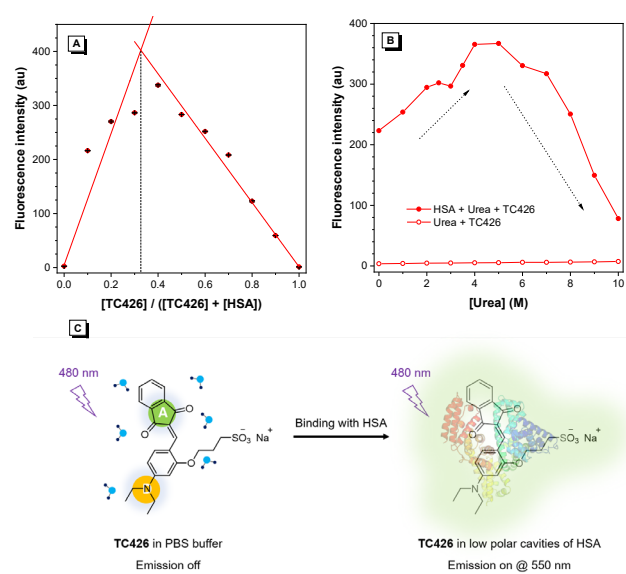 A
Fluorescence intensity (au)
400
300
200
100
0
0.0 0.2 0.4 0.6 0.8 1.0
[TC426] / ([TC426] + [HSA])
B
Fluorescence intensity (au)
400
300
200
100
0
HSA + Urea + TC426
Urea + TC426
0 2 4 6 8 10
[Urea] (M)
C
480 nm
A
O
O
O
SO3− Na+
N
TC426 in PBS buffer
Emission off
Binding with HSA
480 nm
O
O
O
SO3− Na+
N
TC426 in low polar cavities of HSA
Emission on @ 550 nm